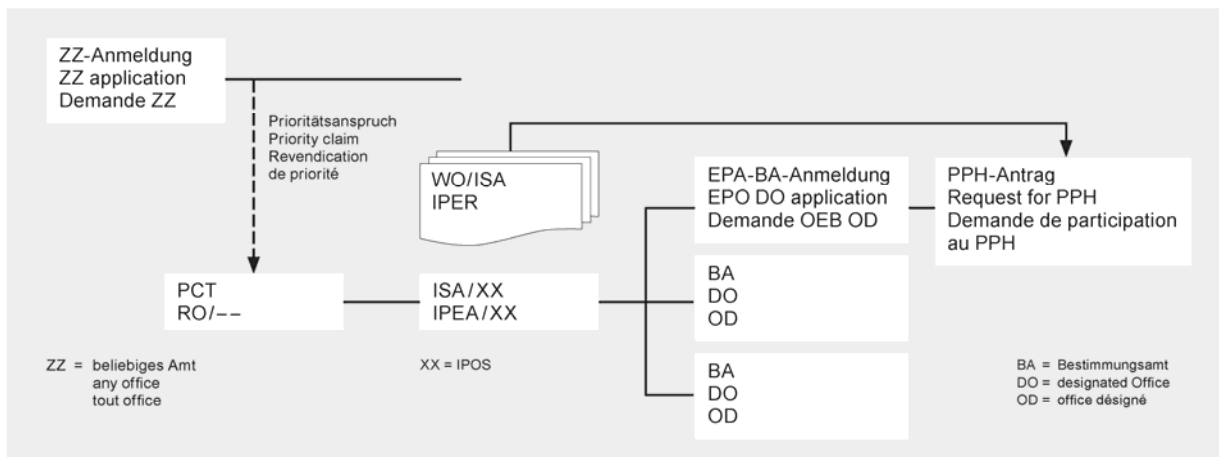 ZZ-Anmeldung
ZZ application
Demande ZZ
Prioritätsanspruch
Priority claim
Revendication
de priorité
WO/ISA
IPER
EPA-BA-Anmeldung
EPO DO application
Demande OEB OD
PPH-Antrag
Request for PPH
Demande de participation
au PPH
PCT
RO/--
ISA/XX
IPEA/XX
BA
DO
OD
BA
DO
OD
ZZ = beliebiges Amt
any office
tout office
XX = IPOS
BA = Bestimmungsamt
DO = designated Office
OD = office désigné